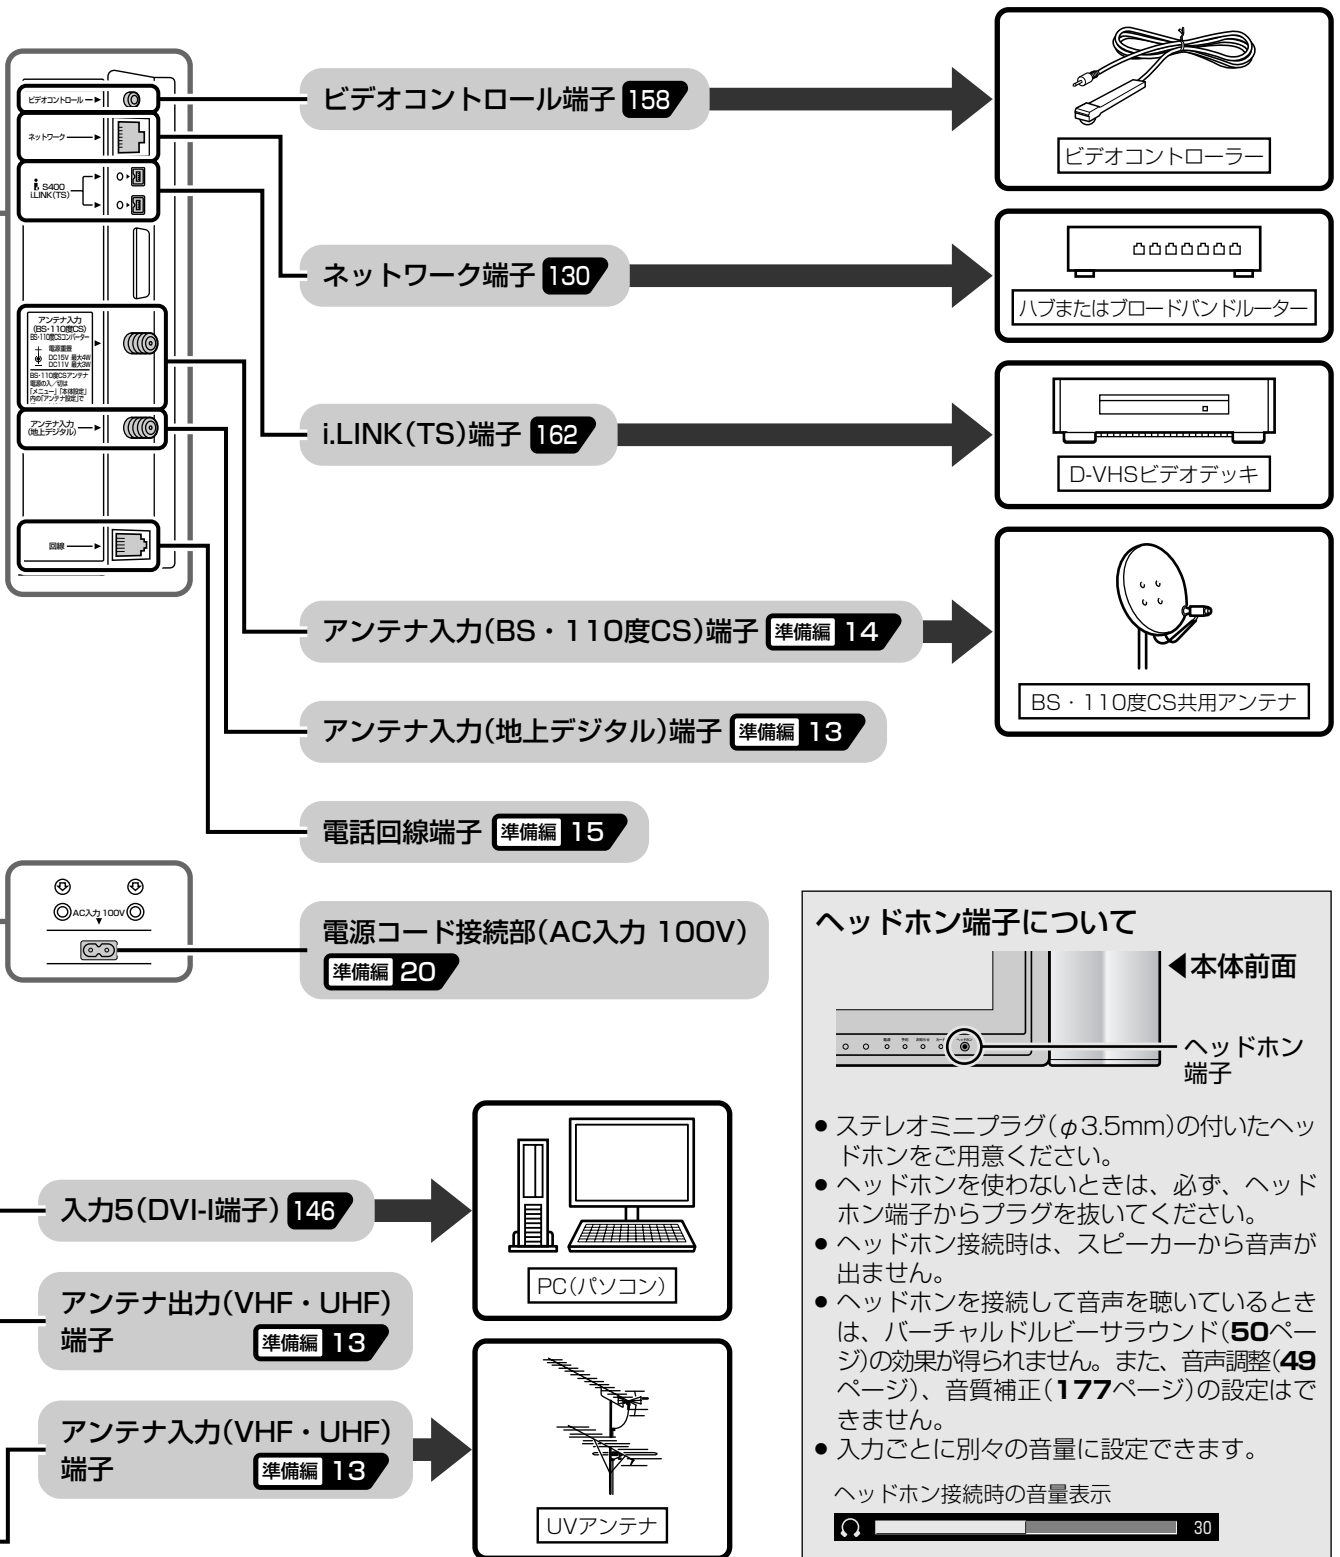 ビデオコントロール
ネットワーク
S400
i.LINK(TS)
アンテナ入力
(BS・110度CS)
BS・110度CSコンバーター
電源重畳
DC15V 最大4W
DC11V 最大3W
BS・110度CSアンテナ
電源の入／切は
「メニュー」「本体設定」
内の「アンテナ設定」で
アンテナ入力
(地上デジタル)
回線
ビデオコントロール端子 158
ビデオコントローラー
ネットワーク端子 130
ハブまたはブロードバンドルーター
i.LINK(TS)端子 162
D-VHSビデオデッキ
アンテナ入力(BS・110度CS)端子 準備編 14
BS・110度CS共用アンテナ
アンテナ入力(地上デジタル)端子 準備編 13
電話回線端子 準備編 15
AC入力 100V
電源コード接続部(AC入力 100V)
準備編 20
入力5(DVI-I端子) 146
PC(パソコン)
アンテナ出力(VHF・UHF)
端子 準備編 13
アンテナ入力(VHF・UHF)
端子 準備編 13
UVアンテナ
ヘッドホン端子について
◀本体前面
ヘッドホン
端子
● ステレオミニプラグ(φ3.5mm)の付いたヘッ
ドホンをご用意ください。
● ヘッドホンを使わないときは、必ず、ヘッド
ホン端子からプラグを抜いてください。
● ヘッドホン接続時は、スピーカーから音声が
出ません。
● ヘッドホンを接続して音声を聴いているとき
は、バーチャルドルビーサラウンド(50ペー
ジ)の効果が得られません。また、音声調整(49
ページ)、音質補正(177ページ)の設定はで
きません。
● 入力ごとに別々の音量に設定できます。
ヘッドホン接続時の音量表示
30